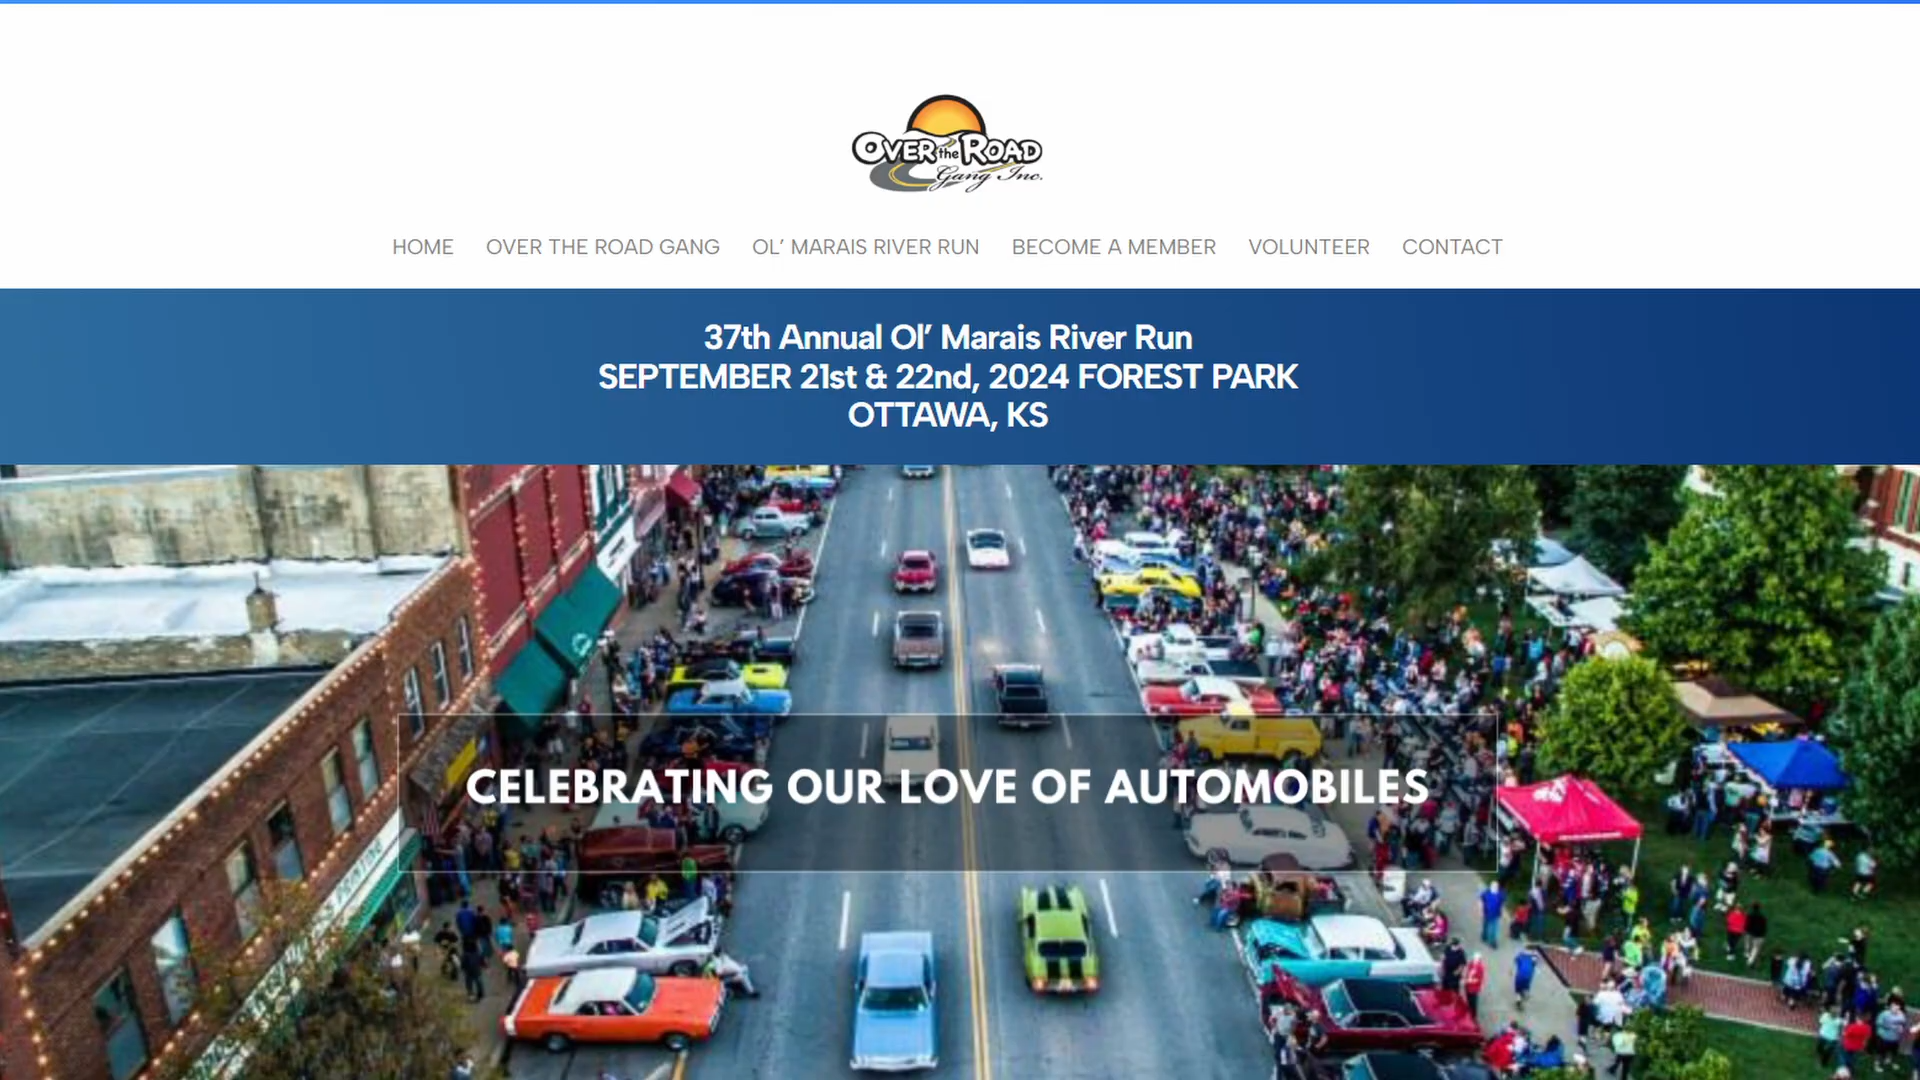 OVER the ROAD
Gang Inc.
HOME OVER THE ROAD GANG OL’ MARAIS RIVER RUN BECOME A MEMBER VOLUNTEER CONTACT
37th Annual Ol’ Marais River Run
SEPTEMBER 21st & 22nd, 2024 FOREST PARK
OTTAWA, KS
CELEBRATING OUR LOVE OF AUTOMOBILES
PRINTING